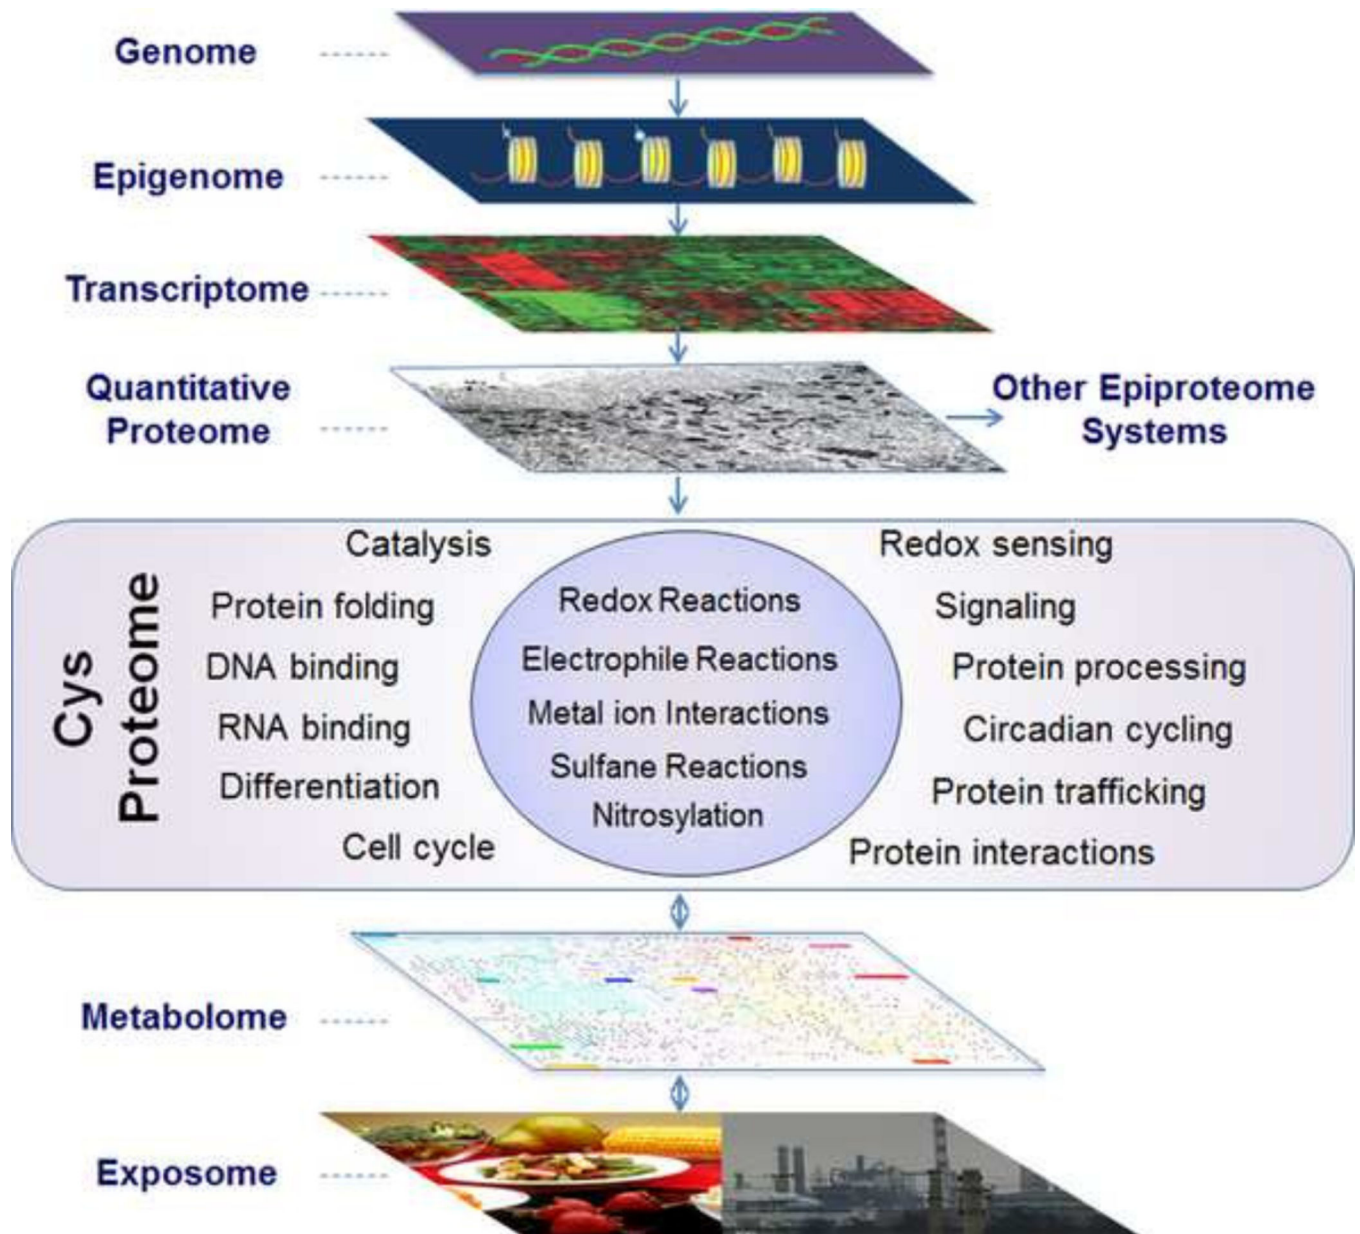 Genome
Epigenome
Transcriptome
Quantitative
Proteome
Other Epiproteome
Systems
Cys
Proteome
Catalysis
Protein folding
DNA binding
RNA binding
Differentiation
Cell cycle
Redox Reactions
Electrophile Reactions
Metal ion Interactions
Sulfane Reactions
Nitrosylation
Redox sensing
Signaling
Protein processing
Circadian cycling
Protein trafficking
Protein interactions
Metabolome
Exposome